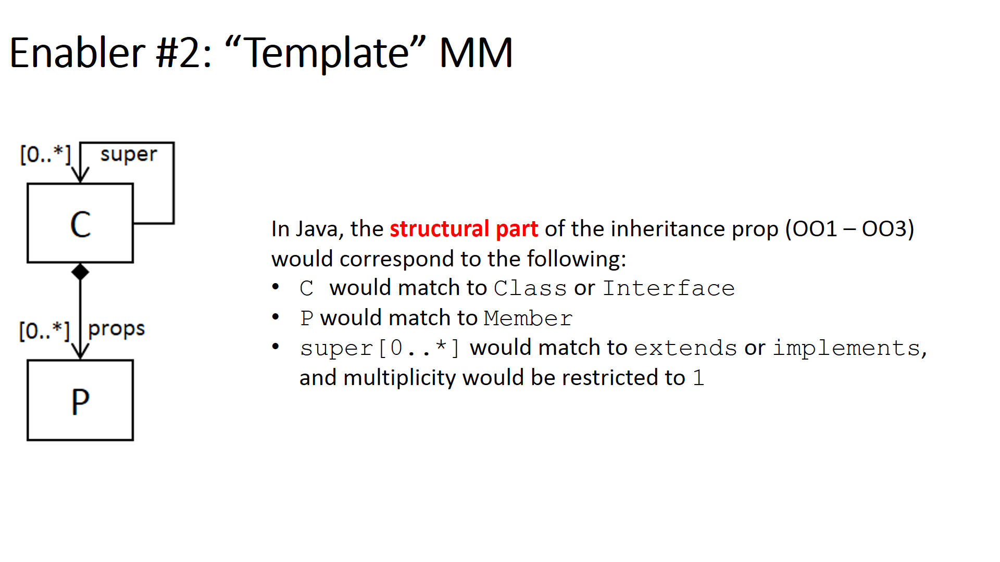 Enabler #2: “Template” MM
[0..*] super
C
[0..*] props
P
In Java, the structural part of the inheritance prop (OO1 – OO3)
would correspond to the following:
• C would match to Class or Interface
• P would match to Member
• super[0..*] would match to extends or implements,
and multiplicity would be restricted to 1